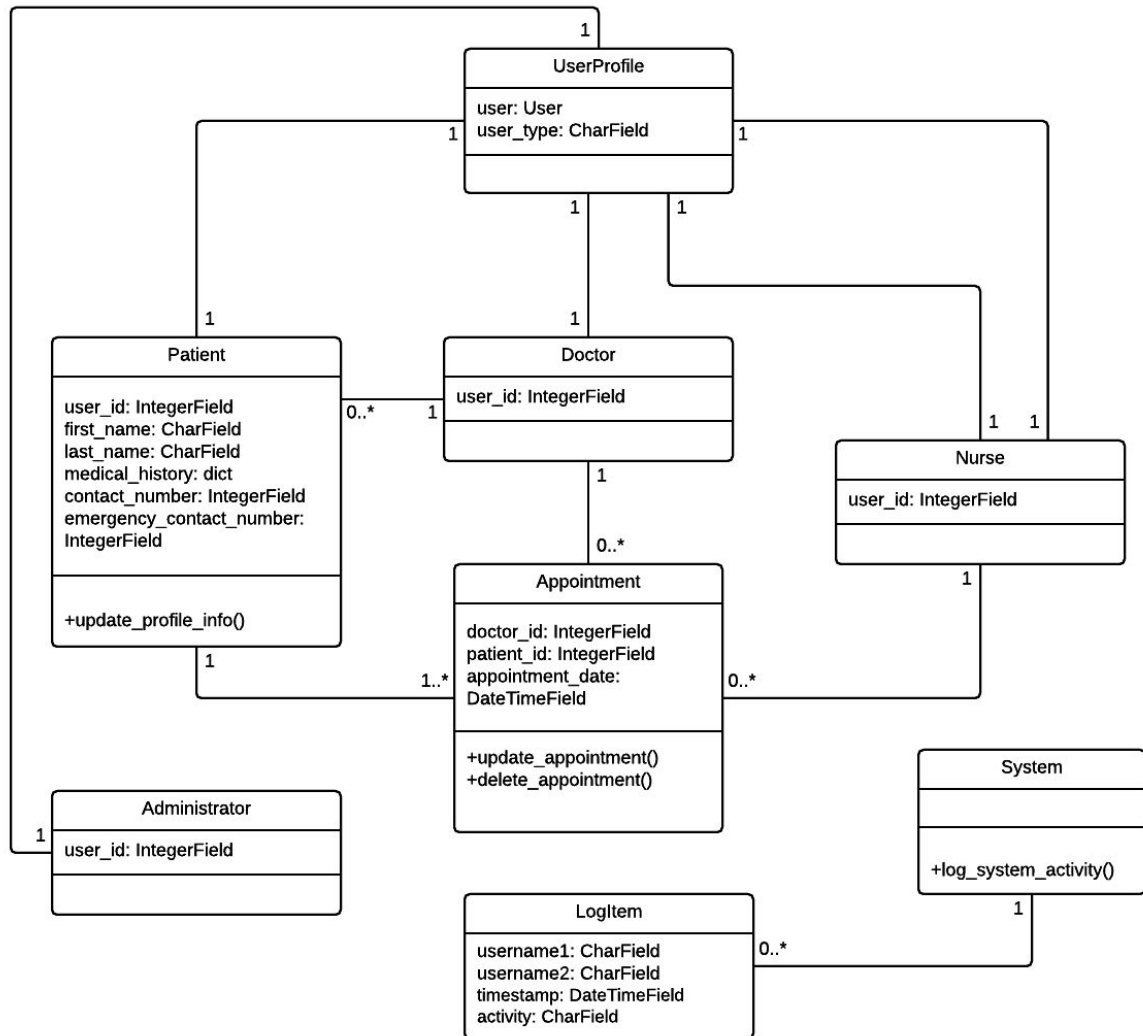 1
UserProfile
user: User
user_type: CharField
1
1
1
1
1
1
1
1
Patient
user_id: IntegerField
first_name: CharField
last_name: CharField
medical_history: dict
contact_number: IntegerField
emergency_contact_number:
IntegerField
+update_profile_info()
0..*
1
Doctor
user_id: IntegerField
Nurse
user_id: IntegerField
1
0..*
1
1
1..*
0..*
Appointment
doctor_id: IntegerField
patient_id: IntegerField
appointment_date:
DateTimeField
+update_appointment()
+delete_appointment()
Administrator
1
user_id: IntegerField
System
+log_system_activity()
1
0..*
LogItem
username1: CharField
username2: CharField
timestamp: DateTimeField
activity: CharField